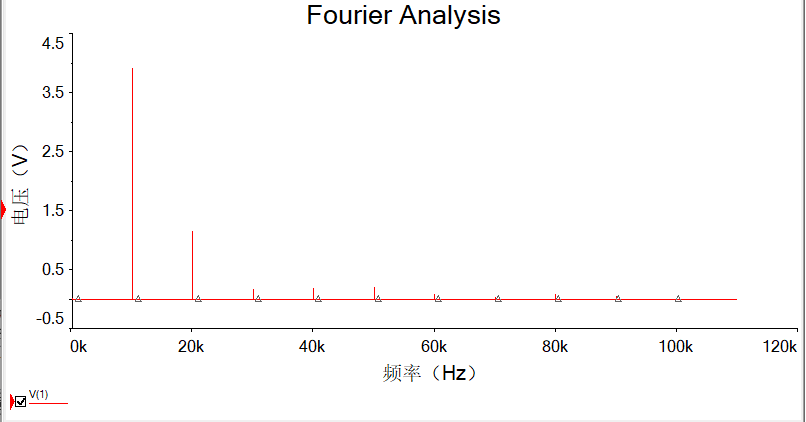 Fourier Analysis
4.5
3.5
2.5
1.5
0.5
-0.5
电压（V）
0k 20k 40k 60k 80k 100k 120k
频率（Hz）
V(1)